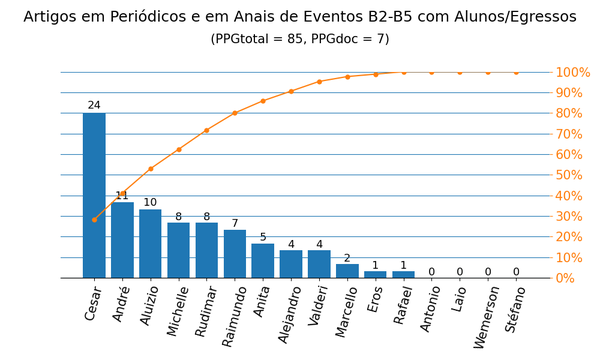 Artigos em Periódicos e em Anais de Eventos B2-B5 com Alunos/Egressos
(PPGtotal = 85, PPGdoc = 7)
100%
90%
80%
70%
60%
50%
40%
30%
20%
10%
0%
24
11
10
8
8
7
5
4
4
2
1
1
0
0
0
0
Cesar
André
Aluizio
Michelle
Rudimar
Raimundo
Anita
Alejandro
Valderi
Marcello
Eros
Rafael
Antonio
Laio
Wemerson
Stéfano